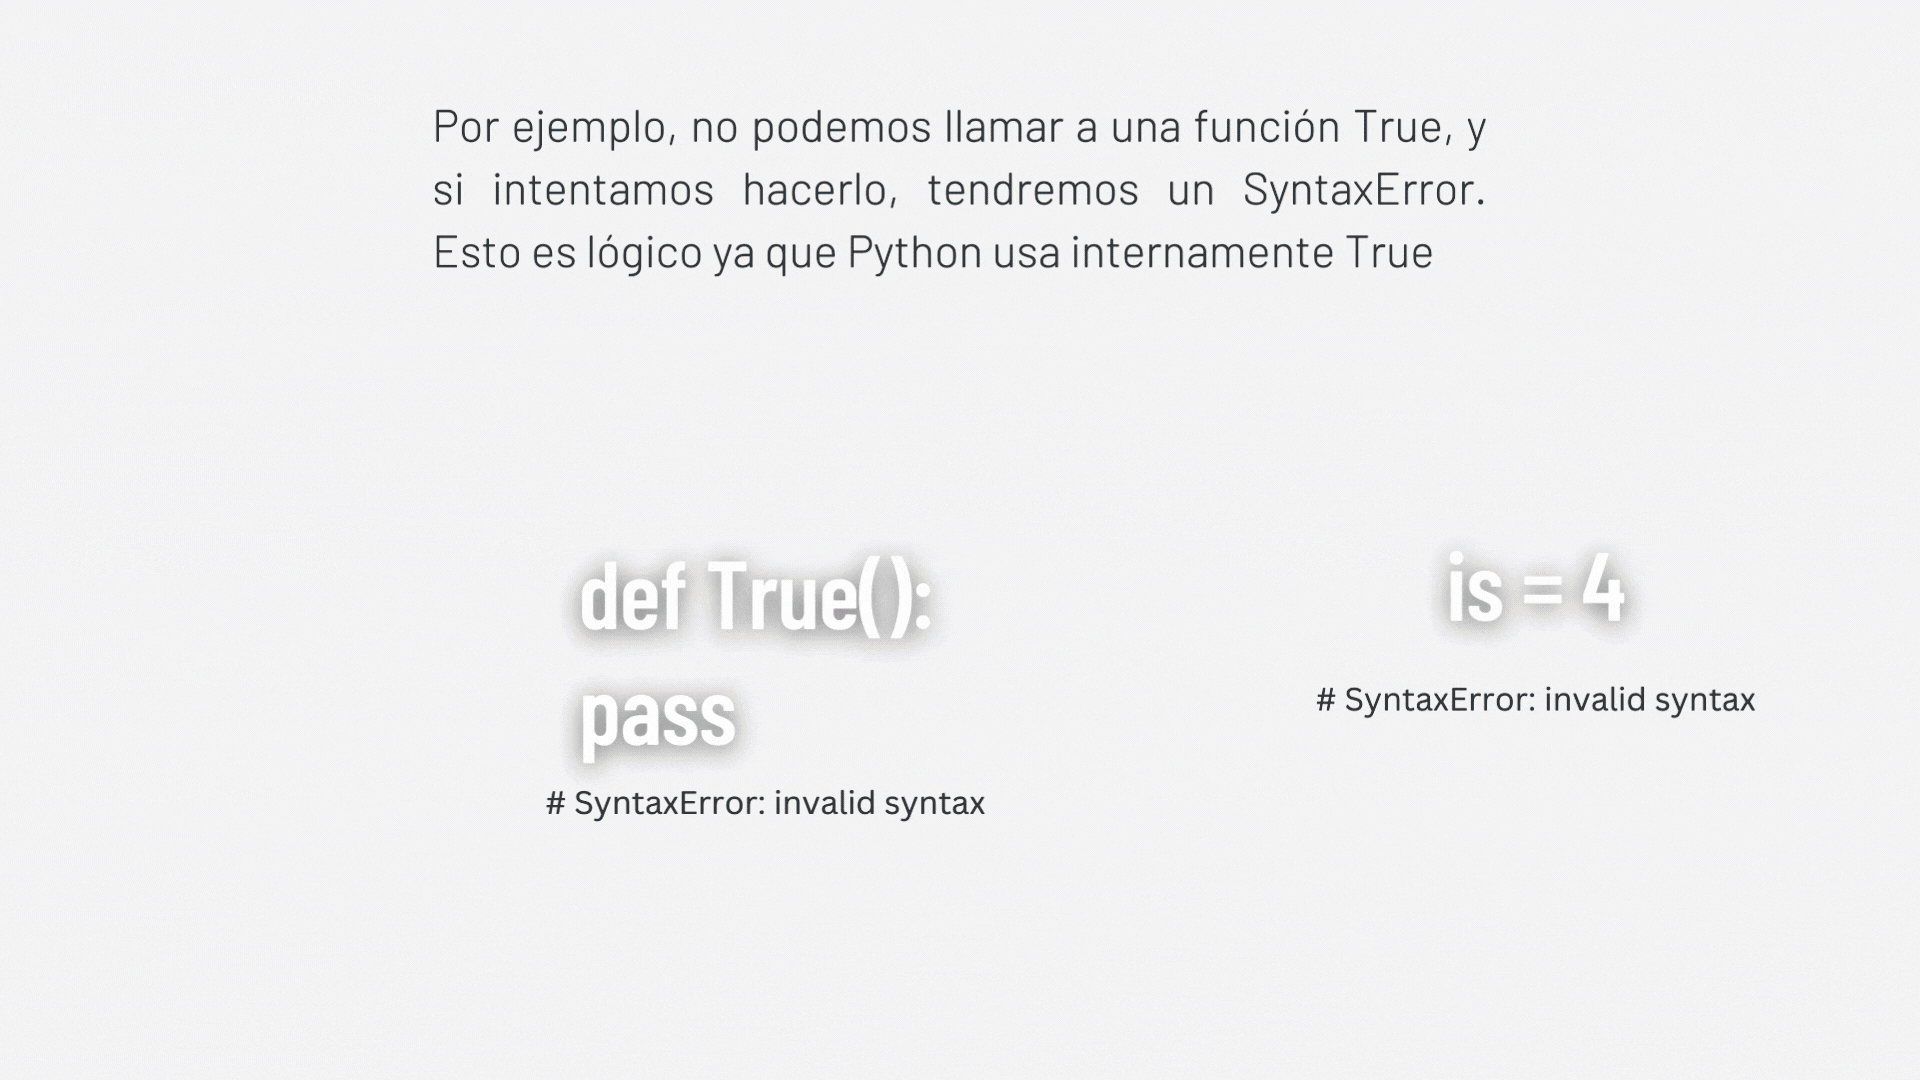 Por ejemplo, no podemos llamar a una función True, y
si intentamos hacerlo, tendremos un SyntaxError.
Esto es lógico ya que Python usa internamente True
def True():
pass
# SyntaxError: invalid syntax
is = 4
# SyntaxError: invalid syntax